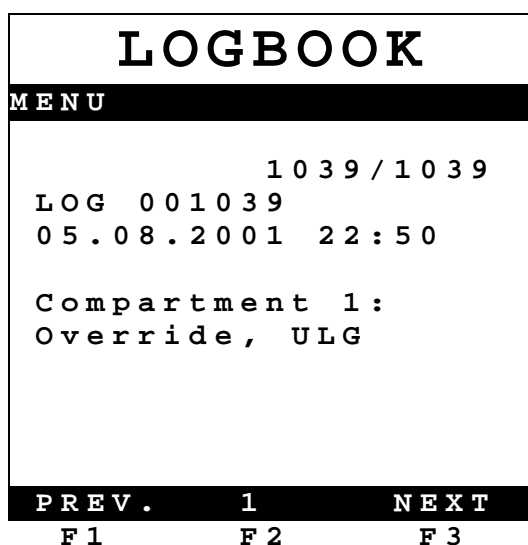 LOGBOOK
MENU
1039/1039
LOG 001039
05.08.2001 22:50
Compartment 1:
Override, ULG
PREV. 1 NEXT
F1 F2 F3